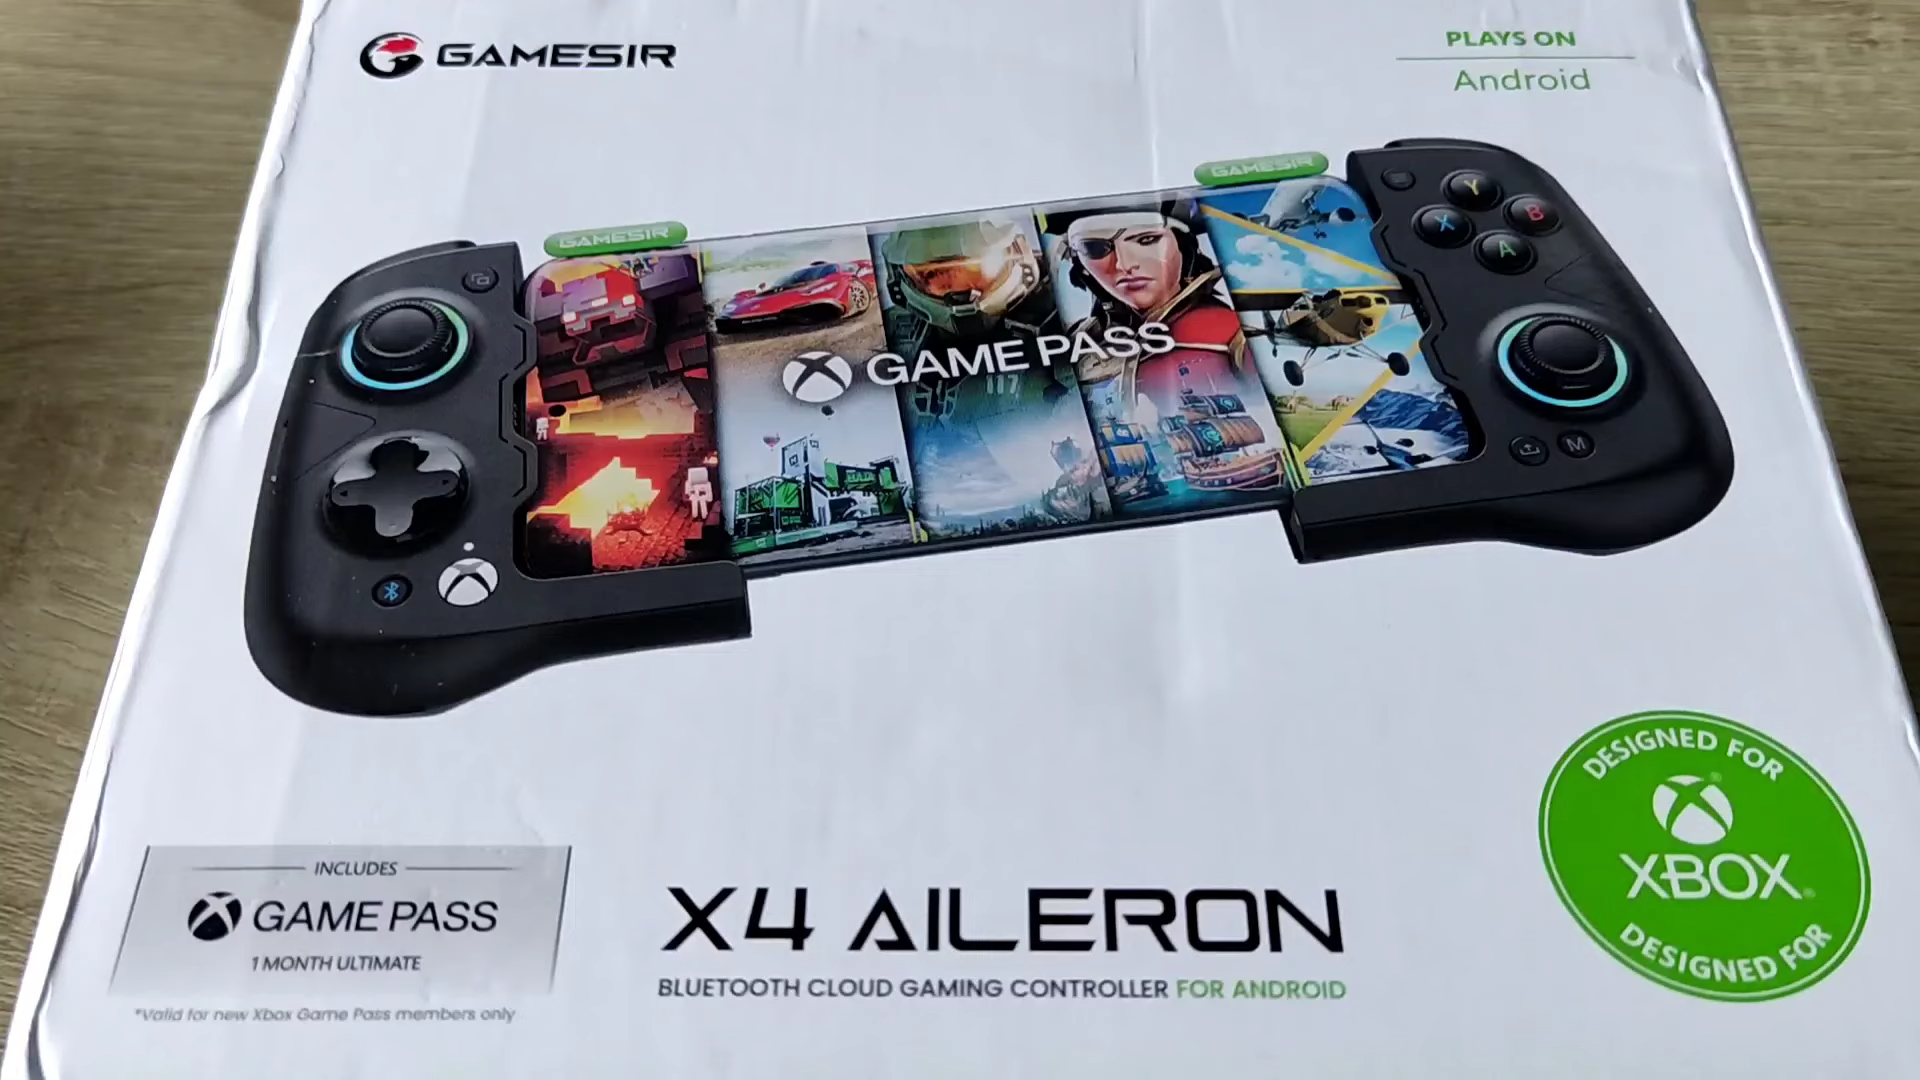 GAMESIR
PLAYS ON
Android
GAMESIR
GAMESIR
Y
X
B
A
GAME PASS
117
M
DESIGNED FOR
XBOX
DESIGNED FOR
INCLUDES
GAME PASS
1 MONTH ULTIMATE
*Valid for new Xbox Game Pass members only
X4 AILERON
BLUETOOTH CLOUD GAMING CONTROLLER FOR ANDROID